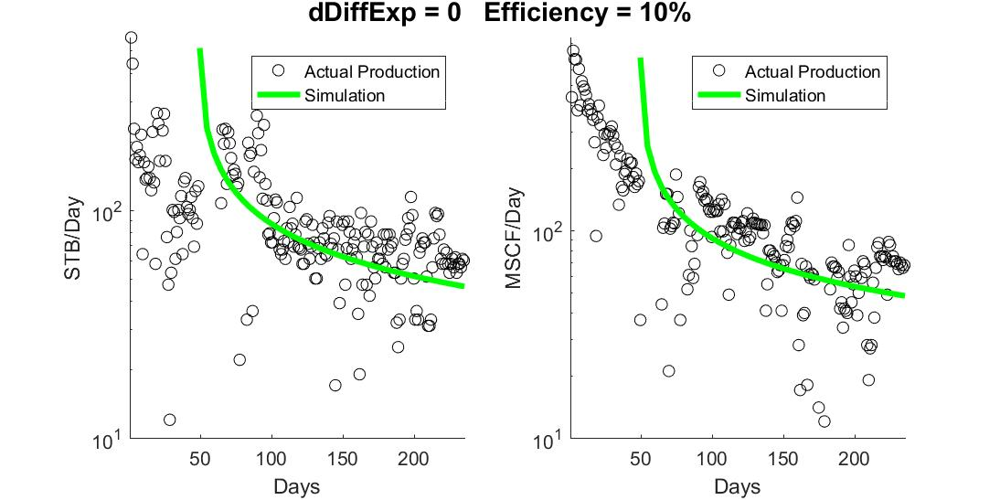 dDiffExp = 0 Efficiency = 10%
Actual Production
Simulation
STB/Day
10^2
10^1
50 100 150 200
Days
Actual Production
Simulation
MSCF/Day
10^2
10^1
50 100 150 200
Days